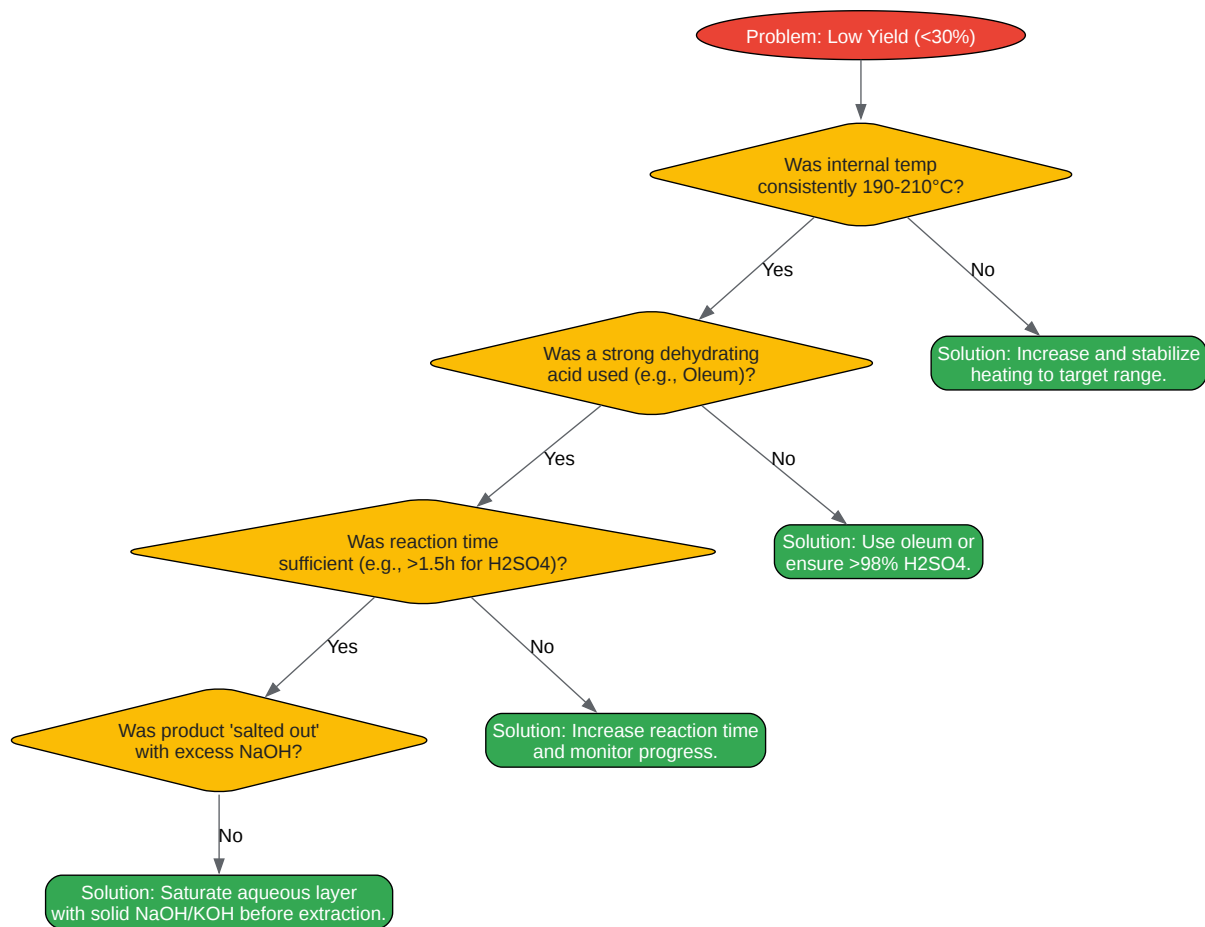 Problem: Low Yield (<30%)
Was internal temp
consistently 190-210°C?
Yes
No
Was a strong dehydrating
acid used (e.g., Oleum)?
Solution: Increase and stabilize
heating to target range.
Yes
No
Was reaction time
sufficient (e.g., >1.5h for H2SO4)?
Solution: Use oleum or
ensure >98% H2SO4.
Yes
No
Was product 'salted out'
with excess NaOH?
Solution: Increase reaction time
and monitor progress.
No
Solution: Saturate aqueous layer
with solid NaOH/KOH before extraction.